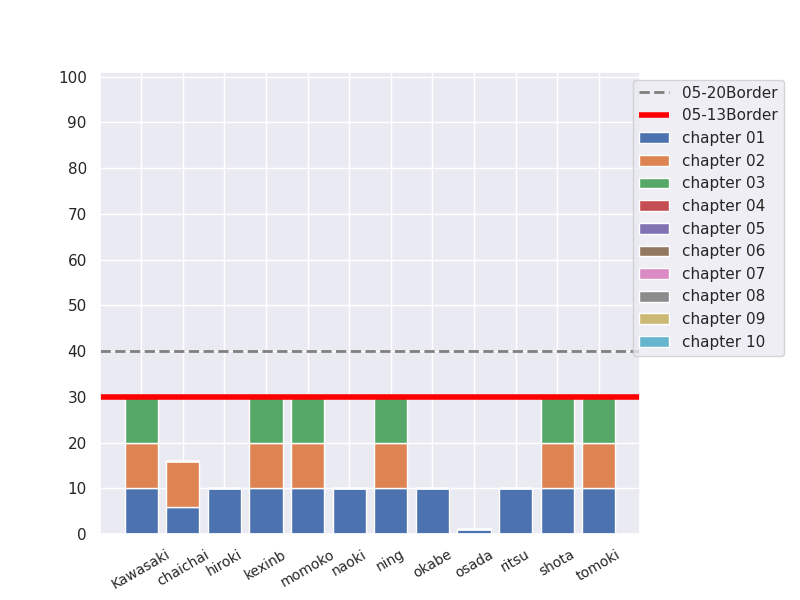 100
90
80
70
60
50
40
30
20
10
0
05-20Border
05-13Border
chapter 01
chapter 02
chapter 03
chapter 04
chapter 05
chapter 06
chapter 07
chapter 08
chapter 09
chapter 10
Kawasaki
chaichai
hiroki
kexinb
momoko
naoki
ning
okabe
osada
ritsu
shota
tomoki